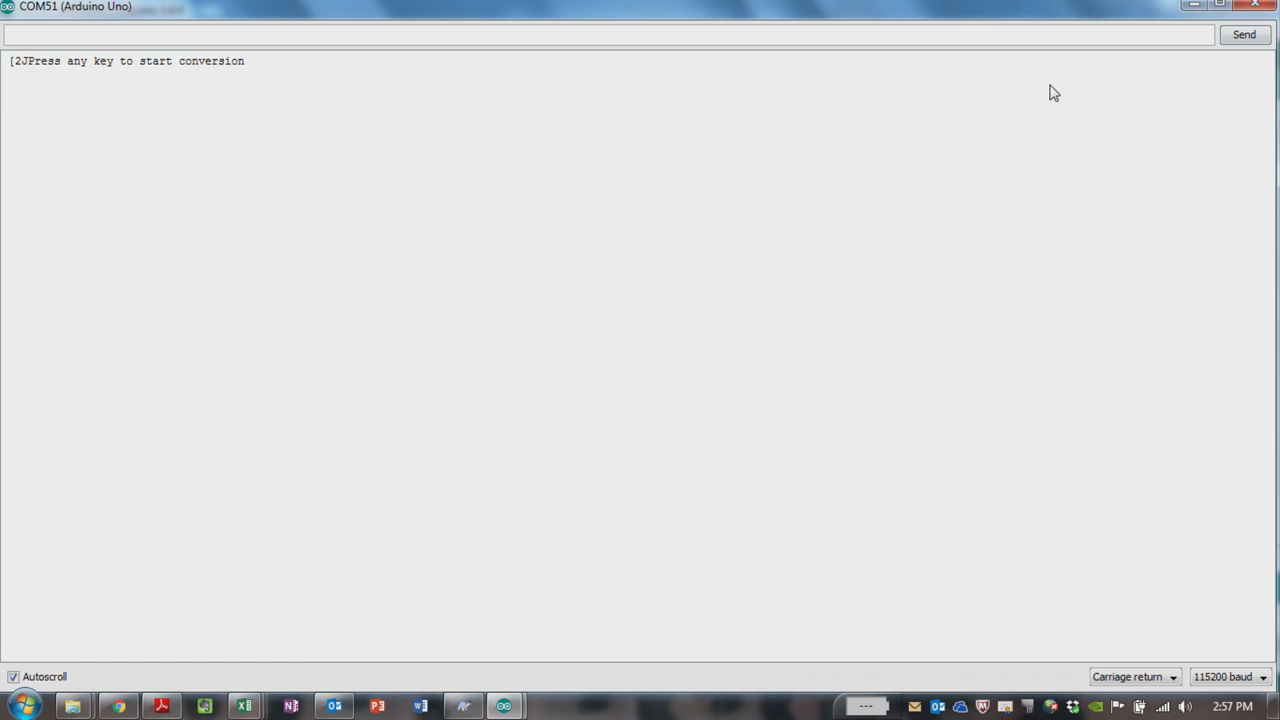 COM51 (Arduino Uno)
Send
[2JPress any key to start conversion
Autoscroll
Carriage return
115200 baud
2:57 PM